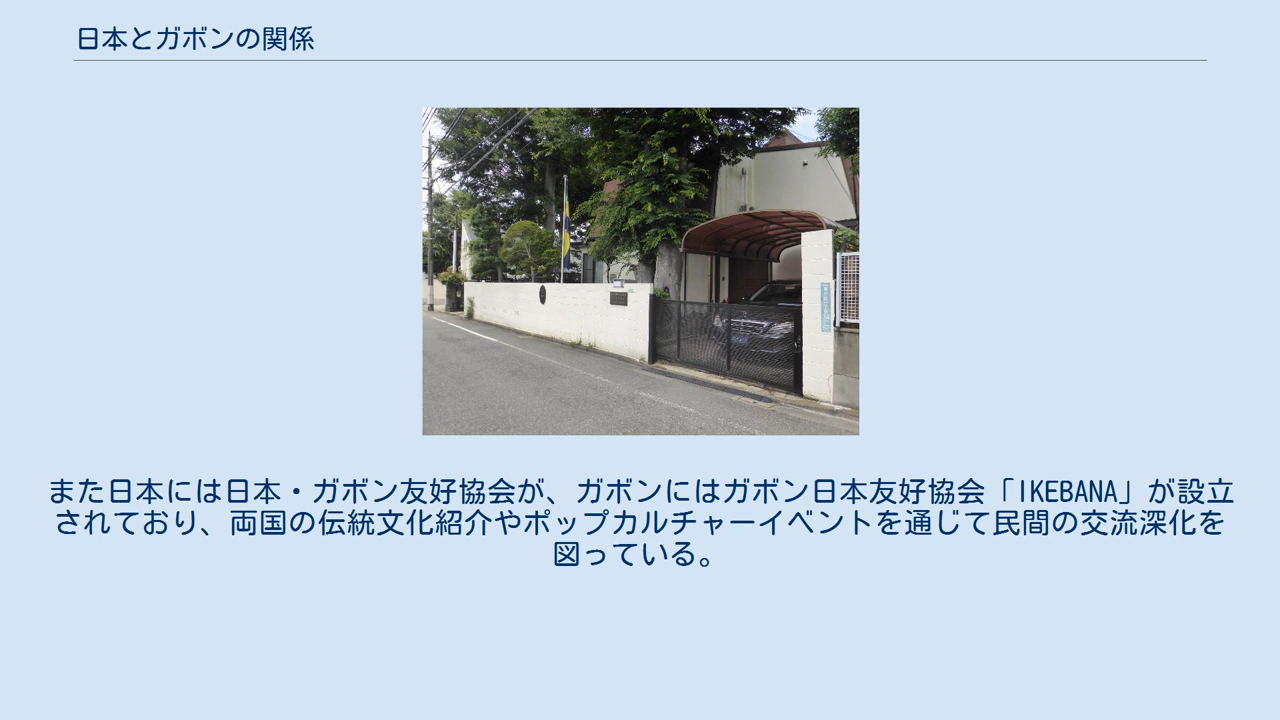 日本とガボンの関係
また日本には日本・ガボン友好協会が、ガボンにはガボン日本友好協会「IKEBANA」が設立
されており、両国の伝統文化紹介やポップカルチャーイベントを通じて民間の交流深化を
図っている。